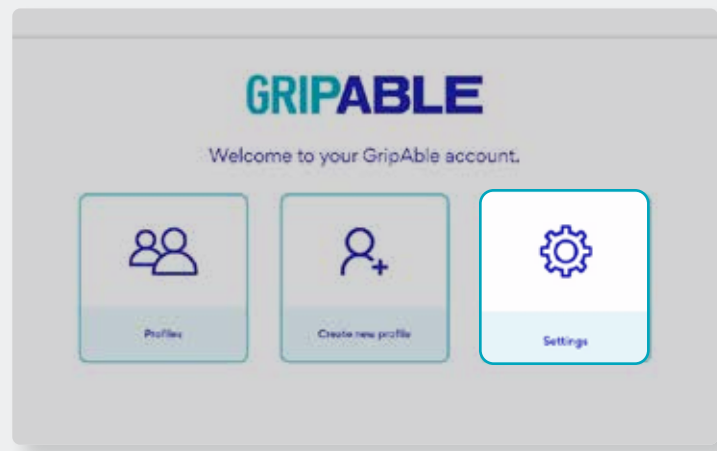 GRIPABLE
Welcome to your GripAble account.
Profiles
Create new profile
Settings